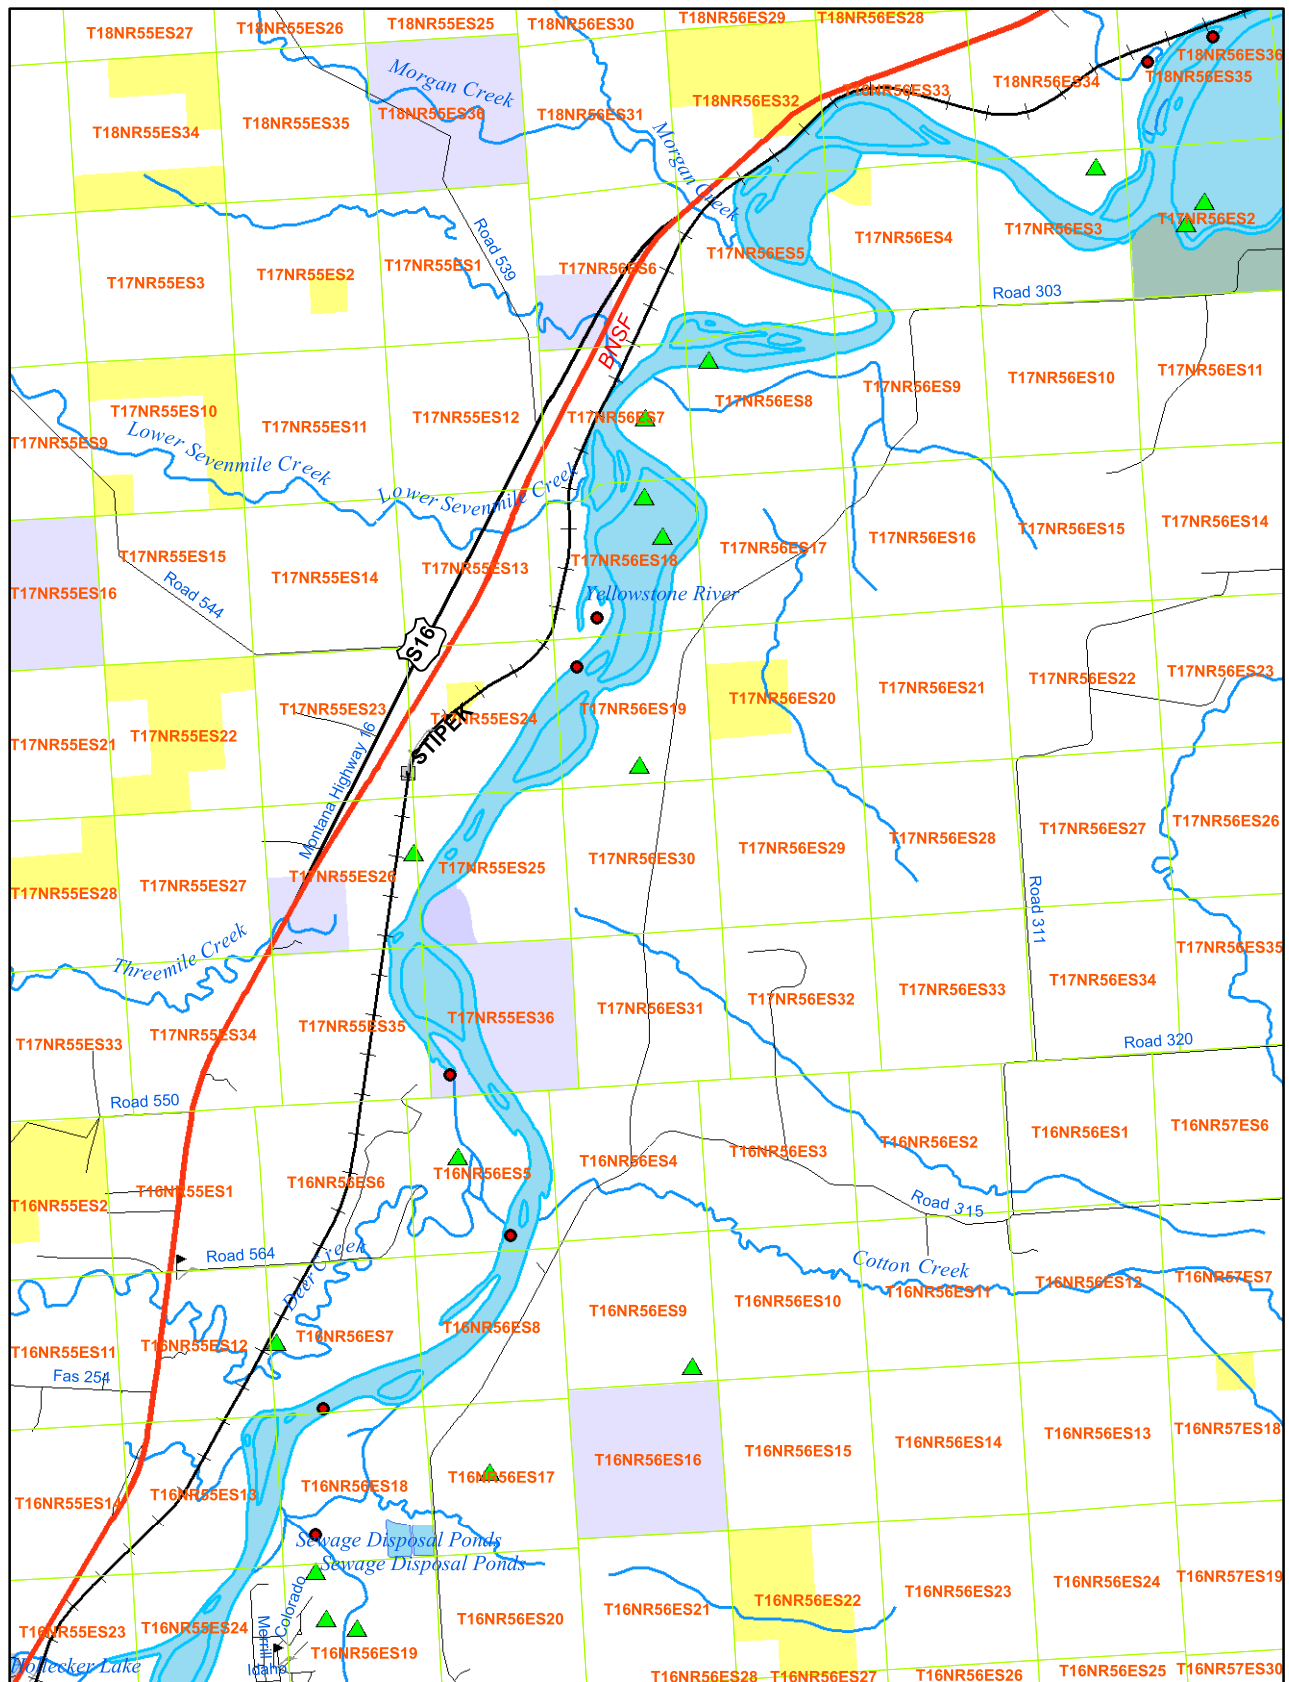 T18NR55ES27
T18NR55ES26
T18NR55ES25
T18NR56ES30
T18NR56ES29
T18NR56ES28
T18NR56ES36
T18NR56ES35
T18NR56ES34
T18NR56ES33
T18NR56ES32
T18NR56ES31
Morgan Creek
T18NR55ES36
T18NR55ES35
T18NR55ES34
Morgan Creek
Road 539
T17NR55ES3
T17NR55ES2
T17NR55ES1
T17NR56ES6
T17NR56ES5
T17NR56ES4
T17NR56ES3
T17NR56ES2
Road 303
BNSF
T17NR55ES9
T17NR55ES10
T17NR55ES11
T17NR55ES12
T17NR56ES7
T17NR56ES8
T17NR56ES9
T17NR56ES10
T17NR56ES11
Lower Sevenmile Creek
Lower Sevenmile Creek
T17NR55ES16
T17NR55ES15
T17NR55ES14
T17NR55ES13
T17NR56ES18
T17NR56ES17
T17NR56ES16
T17NR56ES15
T17NR56ES14
Road 544
Yellowstone River
S16
T17NR55ES21
T17NR55ES22
T17NR55ES23
T17NR55ES24
T17NR56ES19
T17NR56ES20
T17NR56ES21
T17NR56ES22
T17NR56ES23
STIPEK
Montana Highway 16
T17NR55ES28
T17NR55ES27
T17NR55ES26
T17NR55ES25
T17NR56ES30
T17NR56ES29
T17NR56ES28
T17NR56ES27
T17NR56ES26
Road 311
Threemile Creek
T17NR55ES33
T17NR55ES34
T17NR55ES35
T17NR55ES36
T17NR56ES31
T17NR56ES32
T17NR56ES33
T17NR56ES34
T17NR56ES35
Road 320
Road 550
T16NR55ES2
T16NR55ES1
T16NR56ES6
T16NR56ES5
T16NR56ES4
T16NR56ES3
T16NR56ES2
T16NR56ES1
T16NR57ES6
Road 315
Road 564
Deer Creek
Cotton Creek
T16NR55ES11
T16NR55ES12
T16NR56ES7
T16NR56ES8
T16NR56ES9
T16NR56ES10
T16NR56ES11
T16NR56ES12
T16NR57ES7
Fas 254
T16NR55ES14
T16NR55ES13
T16NR56ES18
T16NR56ES17
T16NR56ES16
T16NR56ES15
T16NR56ES14
T16NR56ES13
T16NR57ES18
Sewage Disposal Ponds
Sewage Disposal Ponds
T16NR55ES23
T16NR55ES24
Merrill
Colorado
Idaho
T16NR56ES19
T16NR56ES20
T16NR56ES21
T16NR56ES22
T16NR56ES23
T16NR56ES24
T16NR57ES19
Hollecker Lake
T16NR56ES28
T16NR56ES27
T16NR56ES26
T16NR56ES25
T16NR57ES30